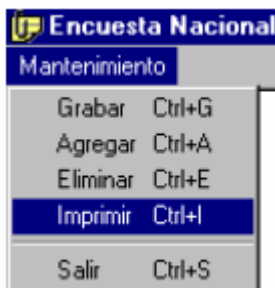 Encuesta Nacional
Mantenimiento
Grabar Ctrl+G
Agregar Ctrl+A
Eliminar Ctrl+E
Imprimir Ctrl+I
Salir Ctrl+S